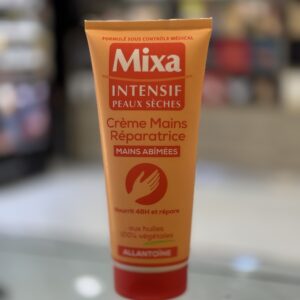 FORMULÉ SOUS CONTRÔLE MÉDICAL
Mixa
INTENSIF
PEAUX SÈCHES
Crème Mains
Réparatrice
MAINS ABÎMÉES
Nourrit 48H et répare
aux huiles
100% végétales
ALLANTOÏNE